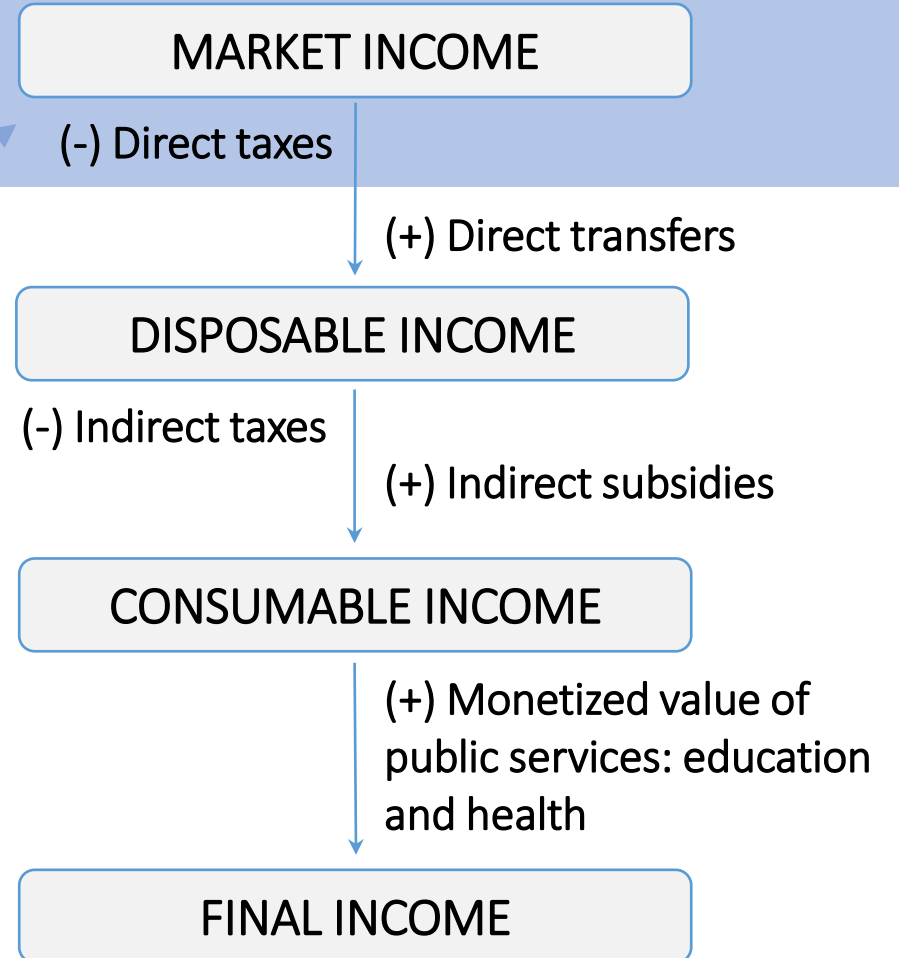 MARKET INCOME
(-) Direct taxes
(+) Direct transfers
DISPOSABLE INCOME
(-) Indirect taxes
(+) Indirect subsidies
CONSUMABLE INCOME
(+) Monetized value of
public services: education
and health
FINAL INCOME